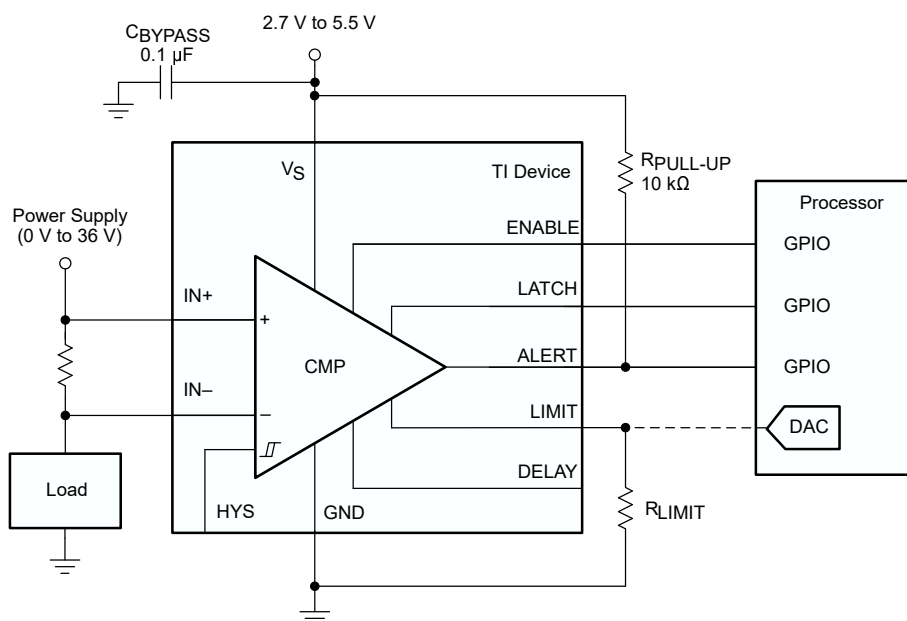 2.7 V to 5.5 V
CBYPASS
0.1 µF
VS
TI Device
RPULL-UP
10 kΩ
Processor
Power Supply
(0 V to 36 V)
ENABLE
GPIO
IN+
LATCH
GPIO
+
CMP
ALERT
GPIO
IN–
–
LIMIT
DAC
DELAY
Load
HYS
GND
RLIMIT